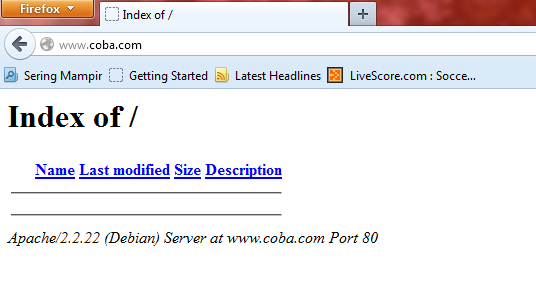 Firefox
Index of /
www.coba.com
Sering Mampir Getting Started Latest Headlines LiveScore.com : Socce...
Index of /
Name Last modified Size Description
Apache/2.2.22 (Debian) Server at www.coba.com Port 80